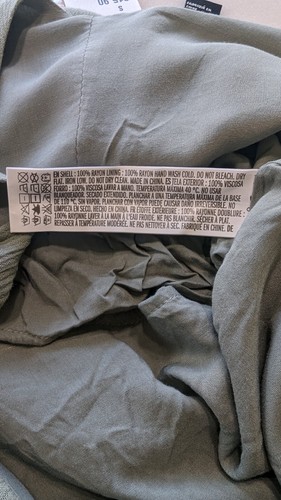 $45.90
S
EN SHELL : 100% RAYON LINING : 100% RAYON HAND WASH COLD. DO NOT BLEACH. DRY
FLAT. IRON LOW. DO NOT DRY CLEAN. MADE IN CHINA. ES TELA EXTERIOR : 100% VISCOSA
FORRO : 100% VISCOSA LAVAR A MANO, TEMPERATURA MÁXIMA 40 °C. NO USAR
BLANQUEADOR. SECADO EXTENDIDO. PLANCHAR A UNA TEMPERATURA MÁXIMA DE LA BASE
DE 110 °C, SIN VAPOR. PLANCHAR CON VAPOR PUEDE CAUSAR DAÑO IRREVERSIBLE. NO
LIMPIEZA EN SECO. HECHO EN CHINA. FR ÉTOFFE EXTÉRIEURE : 100% RAYONNE DOUBLURE :
100% RAYONNE LAVER À LA MAIN À L'EAU FROIDE. NE PAS BLANCHIR. SÉCHER À PLAT.
REPASSER À TEMPÉRATURE MODÉRÉE. NE PAS NETTOYER À SEC. FABRIQUÉ EN CHINE. DE